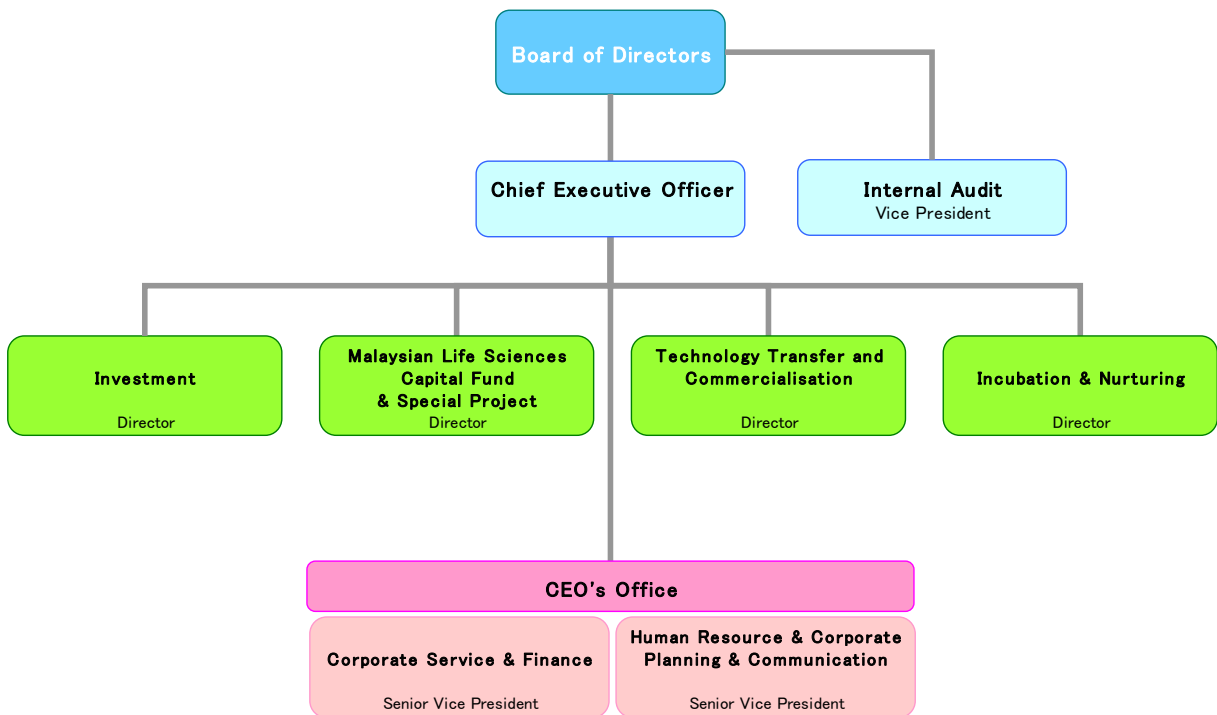 Board of Directors
Chief Executive Officer
Internal Audit
Vice President
Investment
Director
Malaysian Life Sciences
Capital Fund
& Special Project
Director
Technology Transfer and
Commercialisation
Director
Incubation & Nurturing
Director
CEO's Office
Corporate Service & Finance
Senior Vice President
Human Resource & Corporate
Planning & Communication
Senior Vice President